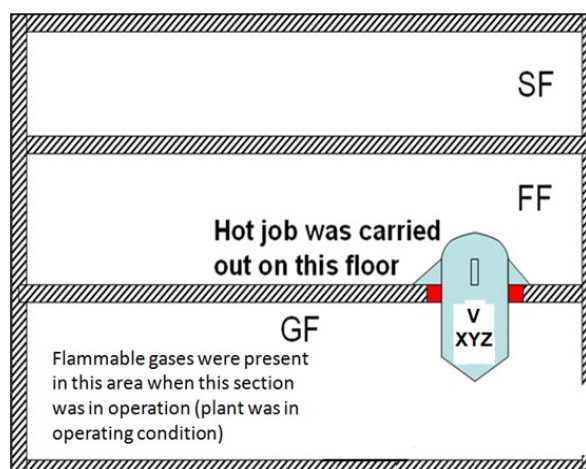 SF
FF
Hot job was carried
out on this floor
GF
V
XYZ
Flammable gases were present
in this area when this section
was in operation (plant was in
operating condition)